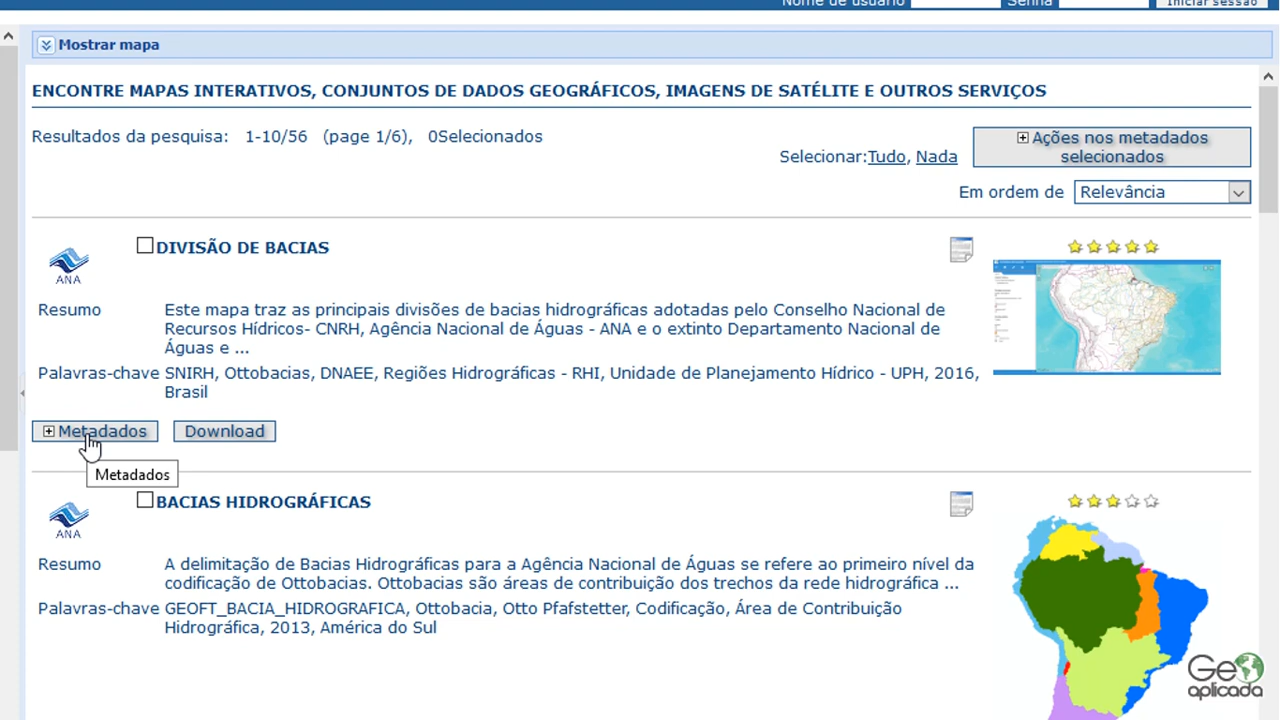 Nome de usuário Senha Iniciar sessão
Mostrar mapa
ENCONTRE MAPAS INTERATIVOS, CONJUNTOS DE DADOS GEOGRÁFICOS, IMAGENS DE SATÉLITE E OUTROS SERVIÇOS
Resultados da pesquisa: 1-10/56 (page 1/6), 0Selecionados
Selecionar:Tudo, Nada
Ações nos metadados
selecionados
Em ordem de Relevância
DIVISÃO DE BACIAS
ANA
Resumo Este mapa traz as principais divisões de bacias hidrográficas adotadas pelo Conselho Nacional de
Recursos Hídricos- CNRH, Agência Nacional de Águas - ANA e o extinto Departamento Nacional de
Águas e ...
Palavras-chave SNIRH, Ottobacias, DNAEE, Regiões Hidrográficas - RHI, Unidade de Planejamento Hídrico - UPH, 2016,
Brasil
Metadados Download
Metadados
BACIAS HIDROGRÁFICAS
ANA
Resumo A delimitação de Bacias Hidrográficas para a Agência Nacional de Águas se refere ao primeiro nível da
codificação de Ottobacias. Ottobacias são áreas de contribuição dos trechos da rede hidrográfica ...
Palavras-chave GEOFT_BACIA_HIDROGRAFICA, Ottobacia, Otto Pfafstetter, Codificação, Área de Contribuição
Hidrográfica, 2013, América do Sul
Geo
aplicada